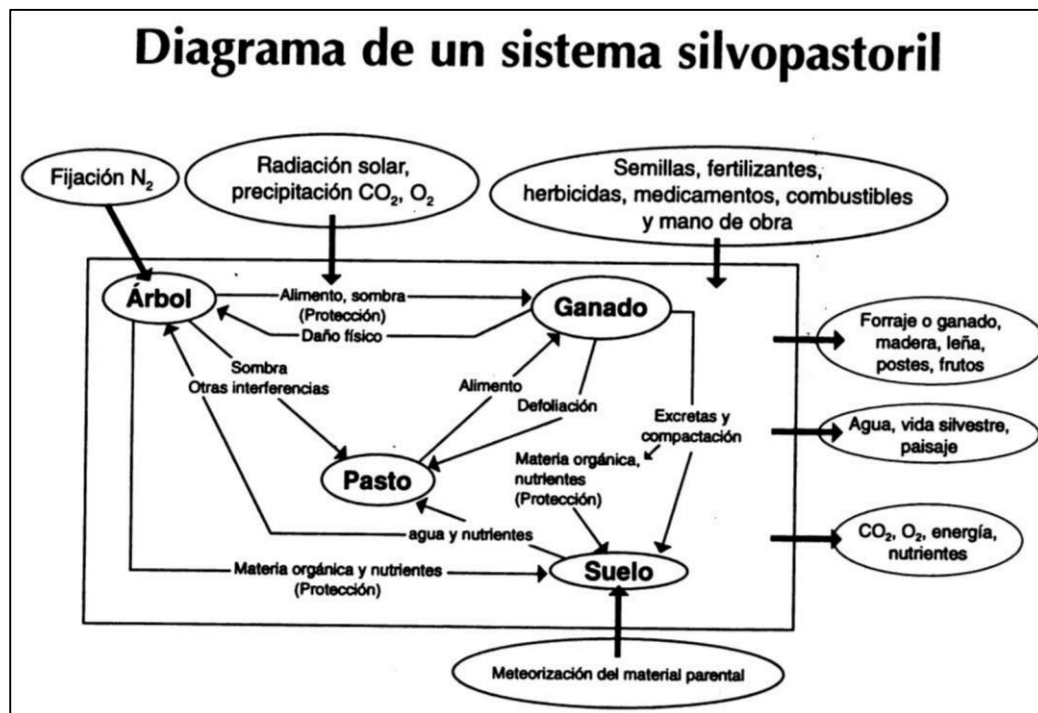 Diagrama de un sistema silvopastoril
Fijación N₂
Radiación solar,
precipitación CO₂, O₂
Semillas, fertilizantes,
herbicidas, medicamentos, combustibles
y mano de obra
Árbol
Alimento, sombra
(Protección)
Daño físico
Ganado
Forraje o ganado,
madera, leña,
postes, frutos
Sombra
Otras interferencias
Alimento
Defoliación
Excretas y
compactación
Agua, vida silvestre,
paisaje
Pasto
Materia orgánica,
nutrientes
(Protección)
agua y nutrientes
CO₂, O₂, energía,
nutrientes
Materia orgánica y nutrientes
(Protección)
Suelo
Meteorización del material parental